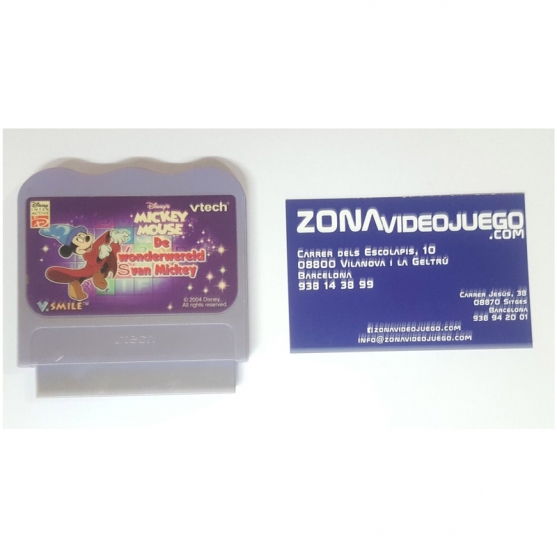 Disney's
MICKEY
MOUSE
vtech
De
wonderwereld
van Mickey
V.SMILE™
© 2004 Disney.
All rights reserved.
vtech
ZONAVIDEOJUEGO
.COM
CARRER DELS ESCOLAPIS, 10
08800 VILANOVA I LA GELTRÚ
BARCELONA
938 14 38 99
CARRER JESÚS, 38
08870 SITGES
BARCELONA
938 94 20 01
ZONAVIDEOJUEGO.COM
INFO@ZONAVIDEOJUEGO.COM